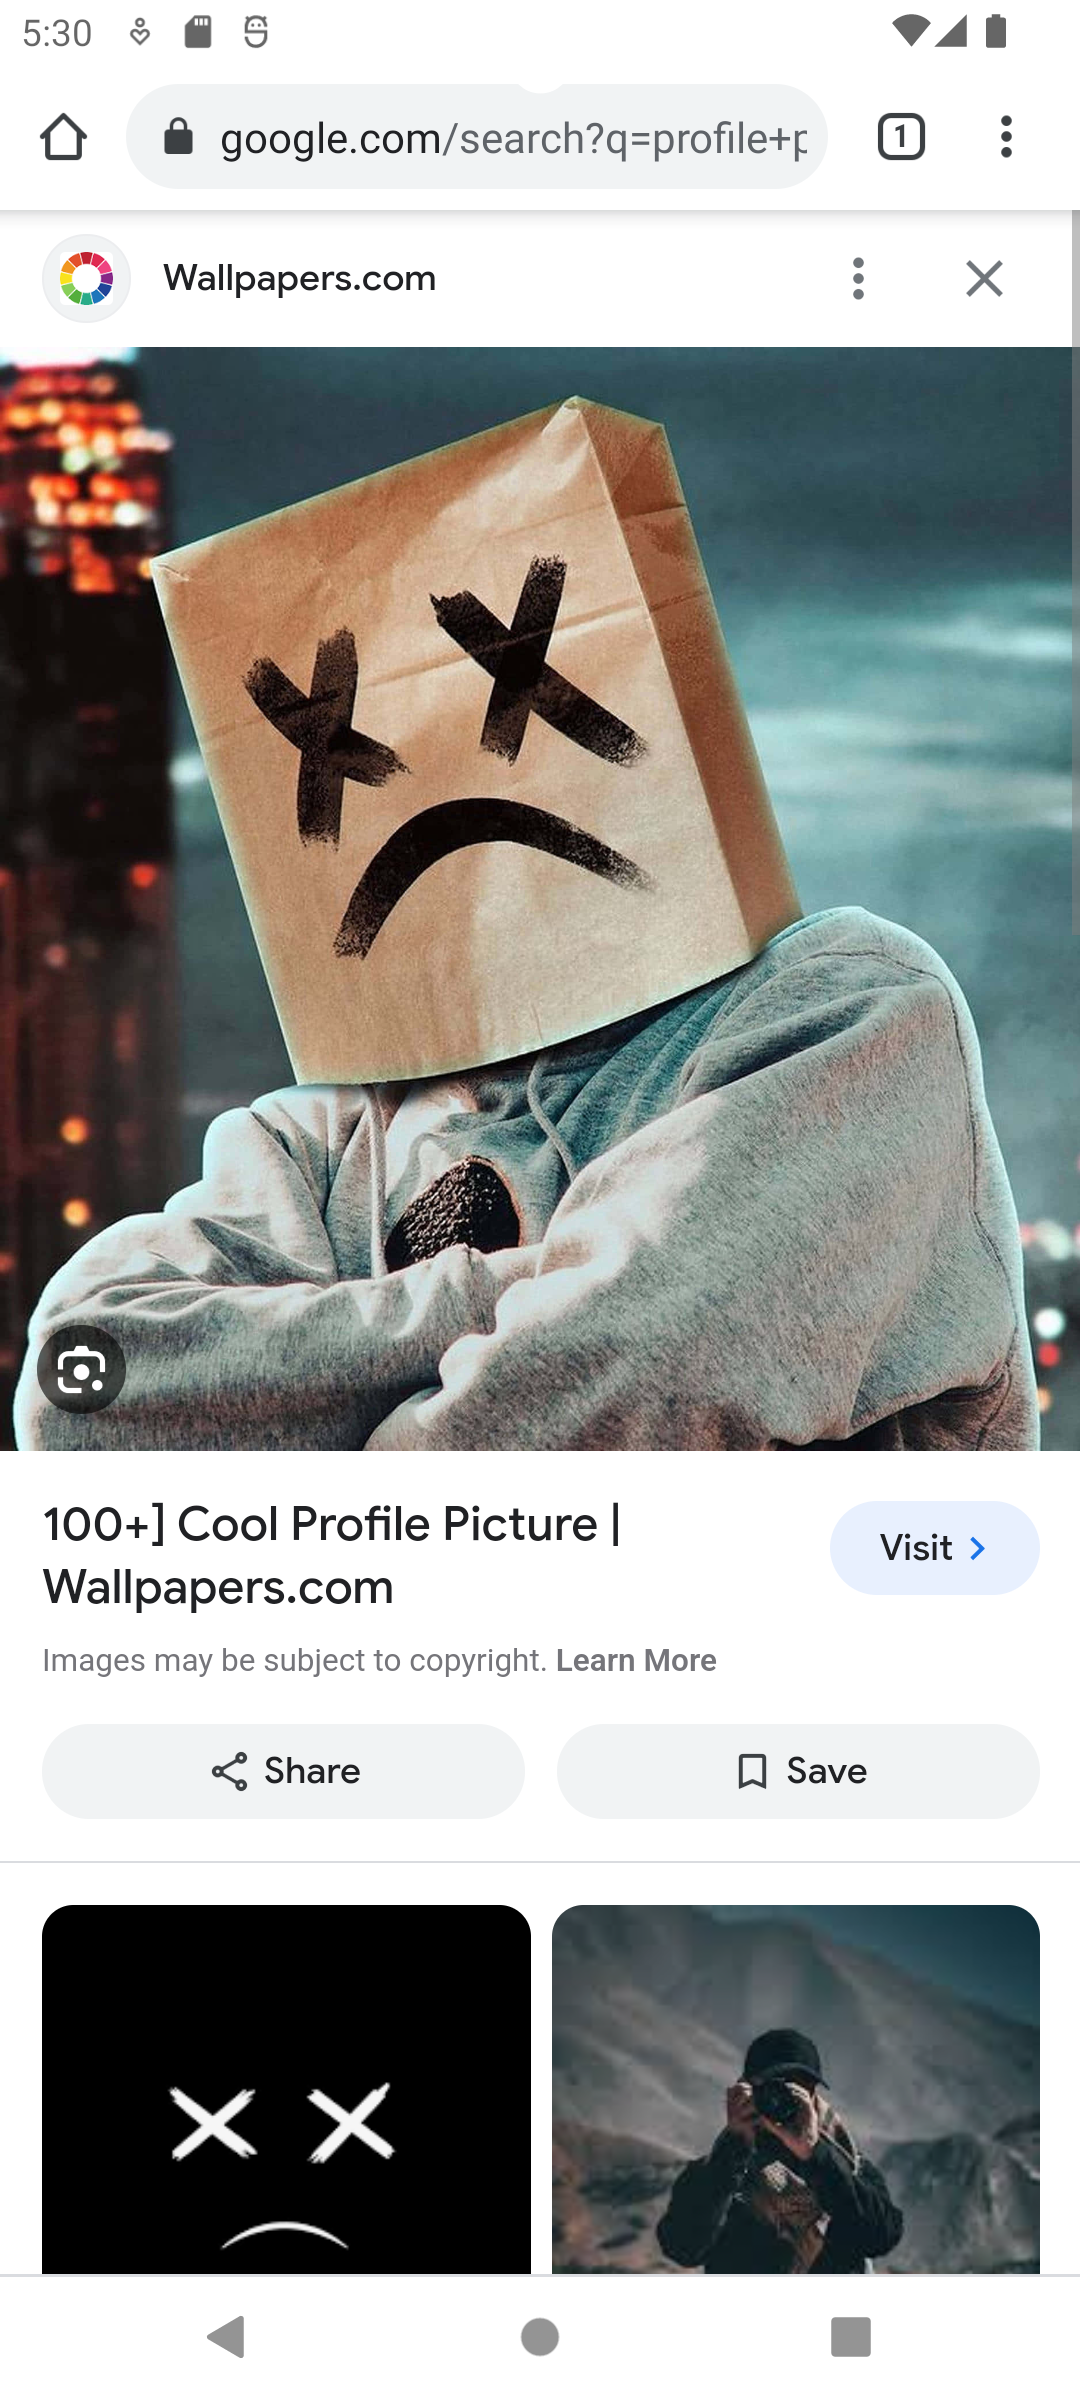 5:30
google.com/search?q=profile+p
1
Wallpapers.com
100+] Cool Profile Picture |
Wallpapers.com
Visit
Images may be subject to copyright. Learn More
Share
Save